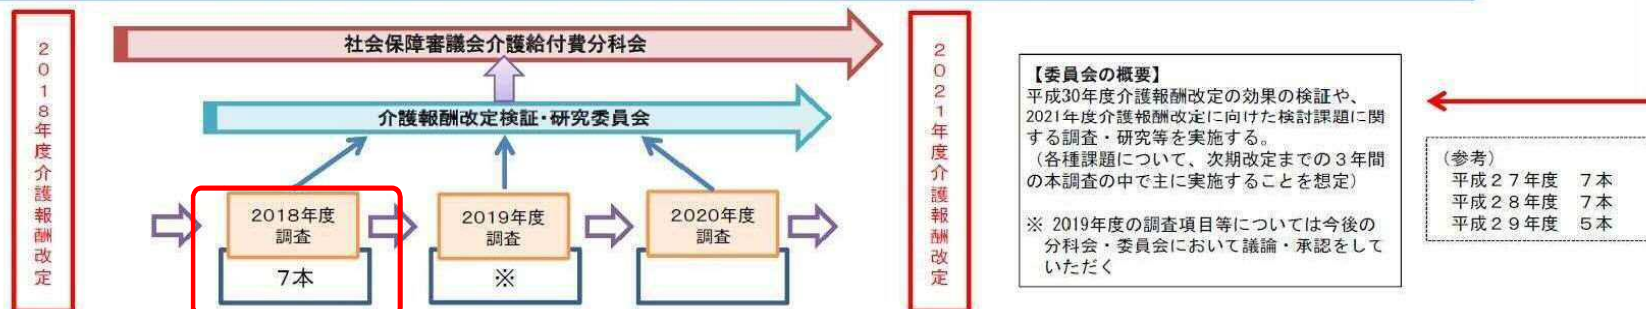 2018年度介護報酬改定
社会保障審議会介護給付費分科会
介護報酬改定検証・研究委員会
2018年度
調査
7本
2019年度
調査
※
2020年度
調査
2021年度介護報酬改定
【委員会の概要】
平成30年度介護報酬改定の効果の検証や、
2021年度介護報酬改定に向けた検討課題に関
する調査・研究等を実施する。
（各種課題について、次期改定までの３年間
の本調査の中で主に実施することを想定）
※ 2019年度の調査項目等については今後の
分科会・委員会において議論・承認をして
いただく
（参考）
平成２７年度　７本
平成２８年度　７本
平成２９年度　５本